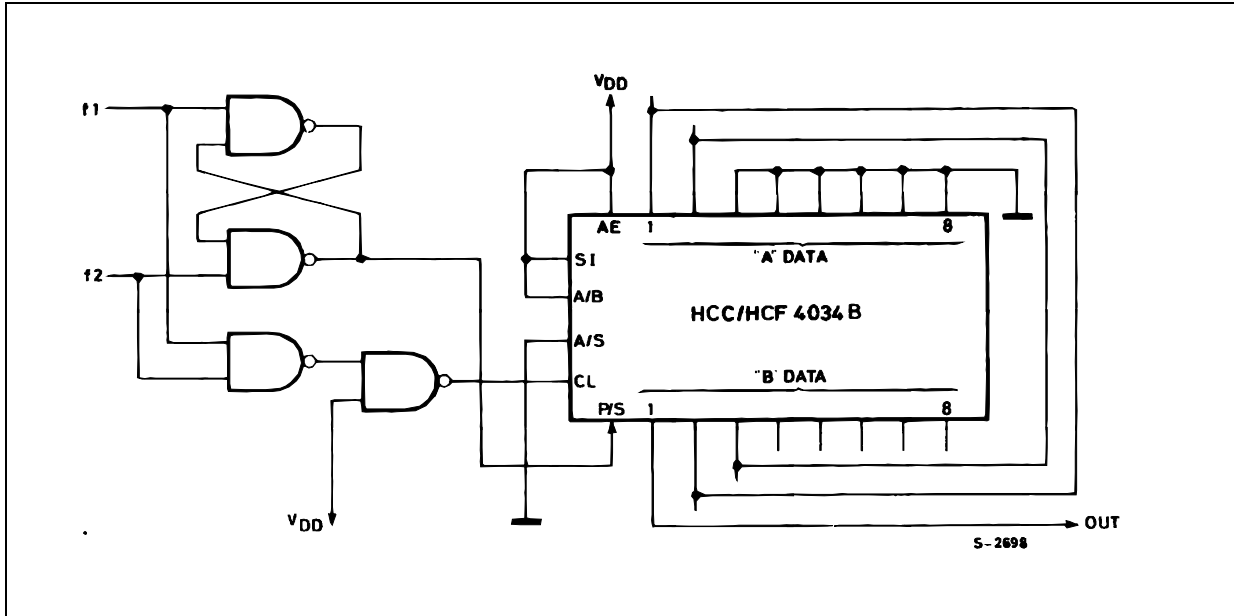 f1
VDD
AE 1 8
"A" DATA
f2
SI
A/B
HCC/HCF 4034 B
A/S
"B" DATA
CL
P/S 1 8
VDD
OUT
S-2698